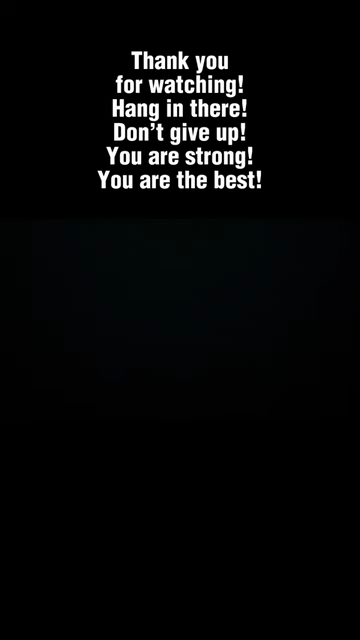 Thank you
for watching!
Hang in there!
Don’t give up!
You are strong!
You are the best!